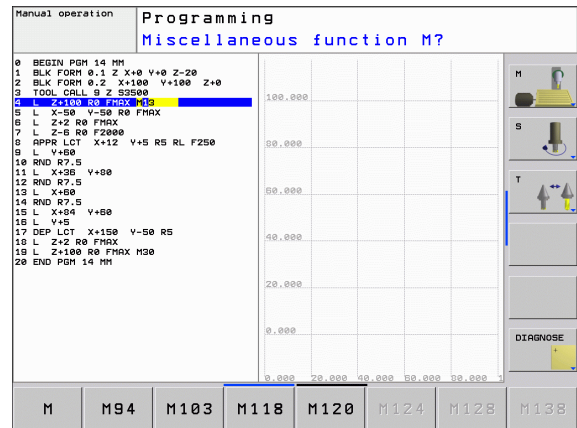 Manual operation
Programming
Miscellaneous function M?
0 BEGIN PGM 14 MM
1 BLK FORM 0.1 Z X+0 Y+0 Z-20
2 BLK FORM 0.2 X+100 Y+100 Z+0
3 TOOL CALL 9 Z S3500
4 L Z+100 R0 FMAX M13
5 L X-50 Y-50 R0 FMAX
6 L Z+2 R0 FMAX
7 L Z-6 R0 F2000
8 APPR LCT X+12 Y+5 R5 RL F250
9 L Y+60
10 RND R7.5
11 L X+36 Y+80
12 RND R7.5
13 L X+60
14 RND R7.5
15 L X+84 Y+60
16 L Y+5
17 DEP LCT X+150 Y-50 R5
18 L Z+2 R0 FMAX
19 L Z+100 R0 FMAX M30
20 END PGM 14 MM
100.000
80.000
60.000
40.000
20.000
0.000
0.000 20.000 40.000 60.000 80.000 1
M
S
T
DIAGNOSE
M M94 M103 M118 M120 M124 M128 M138